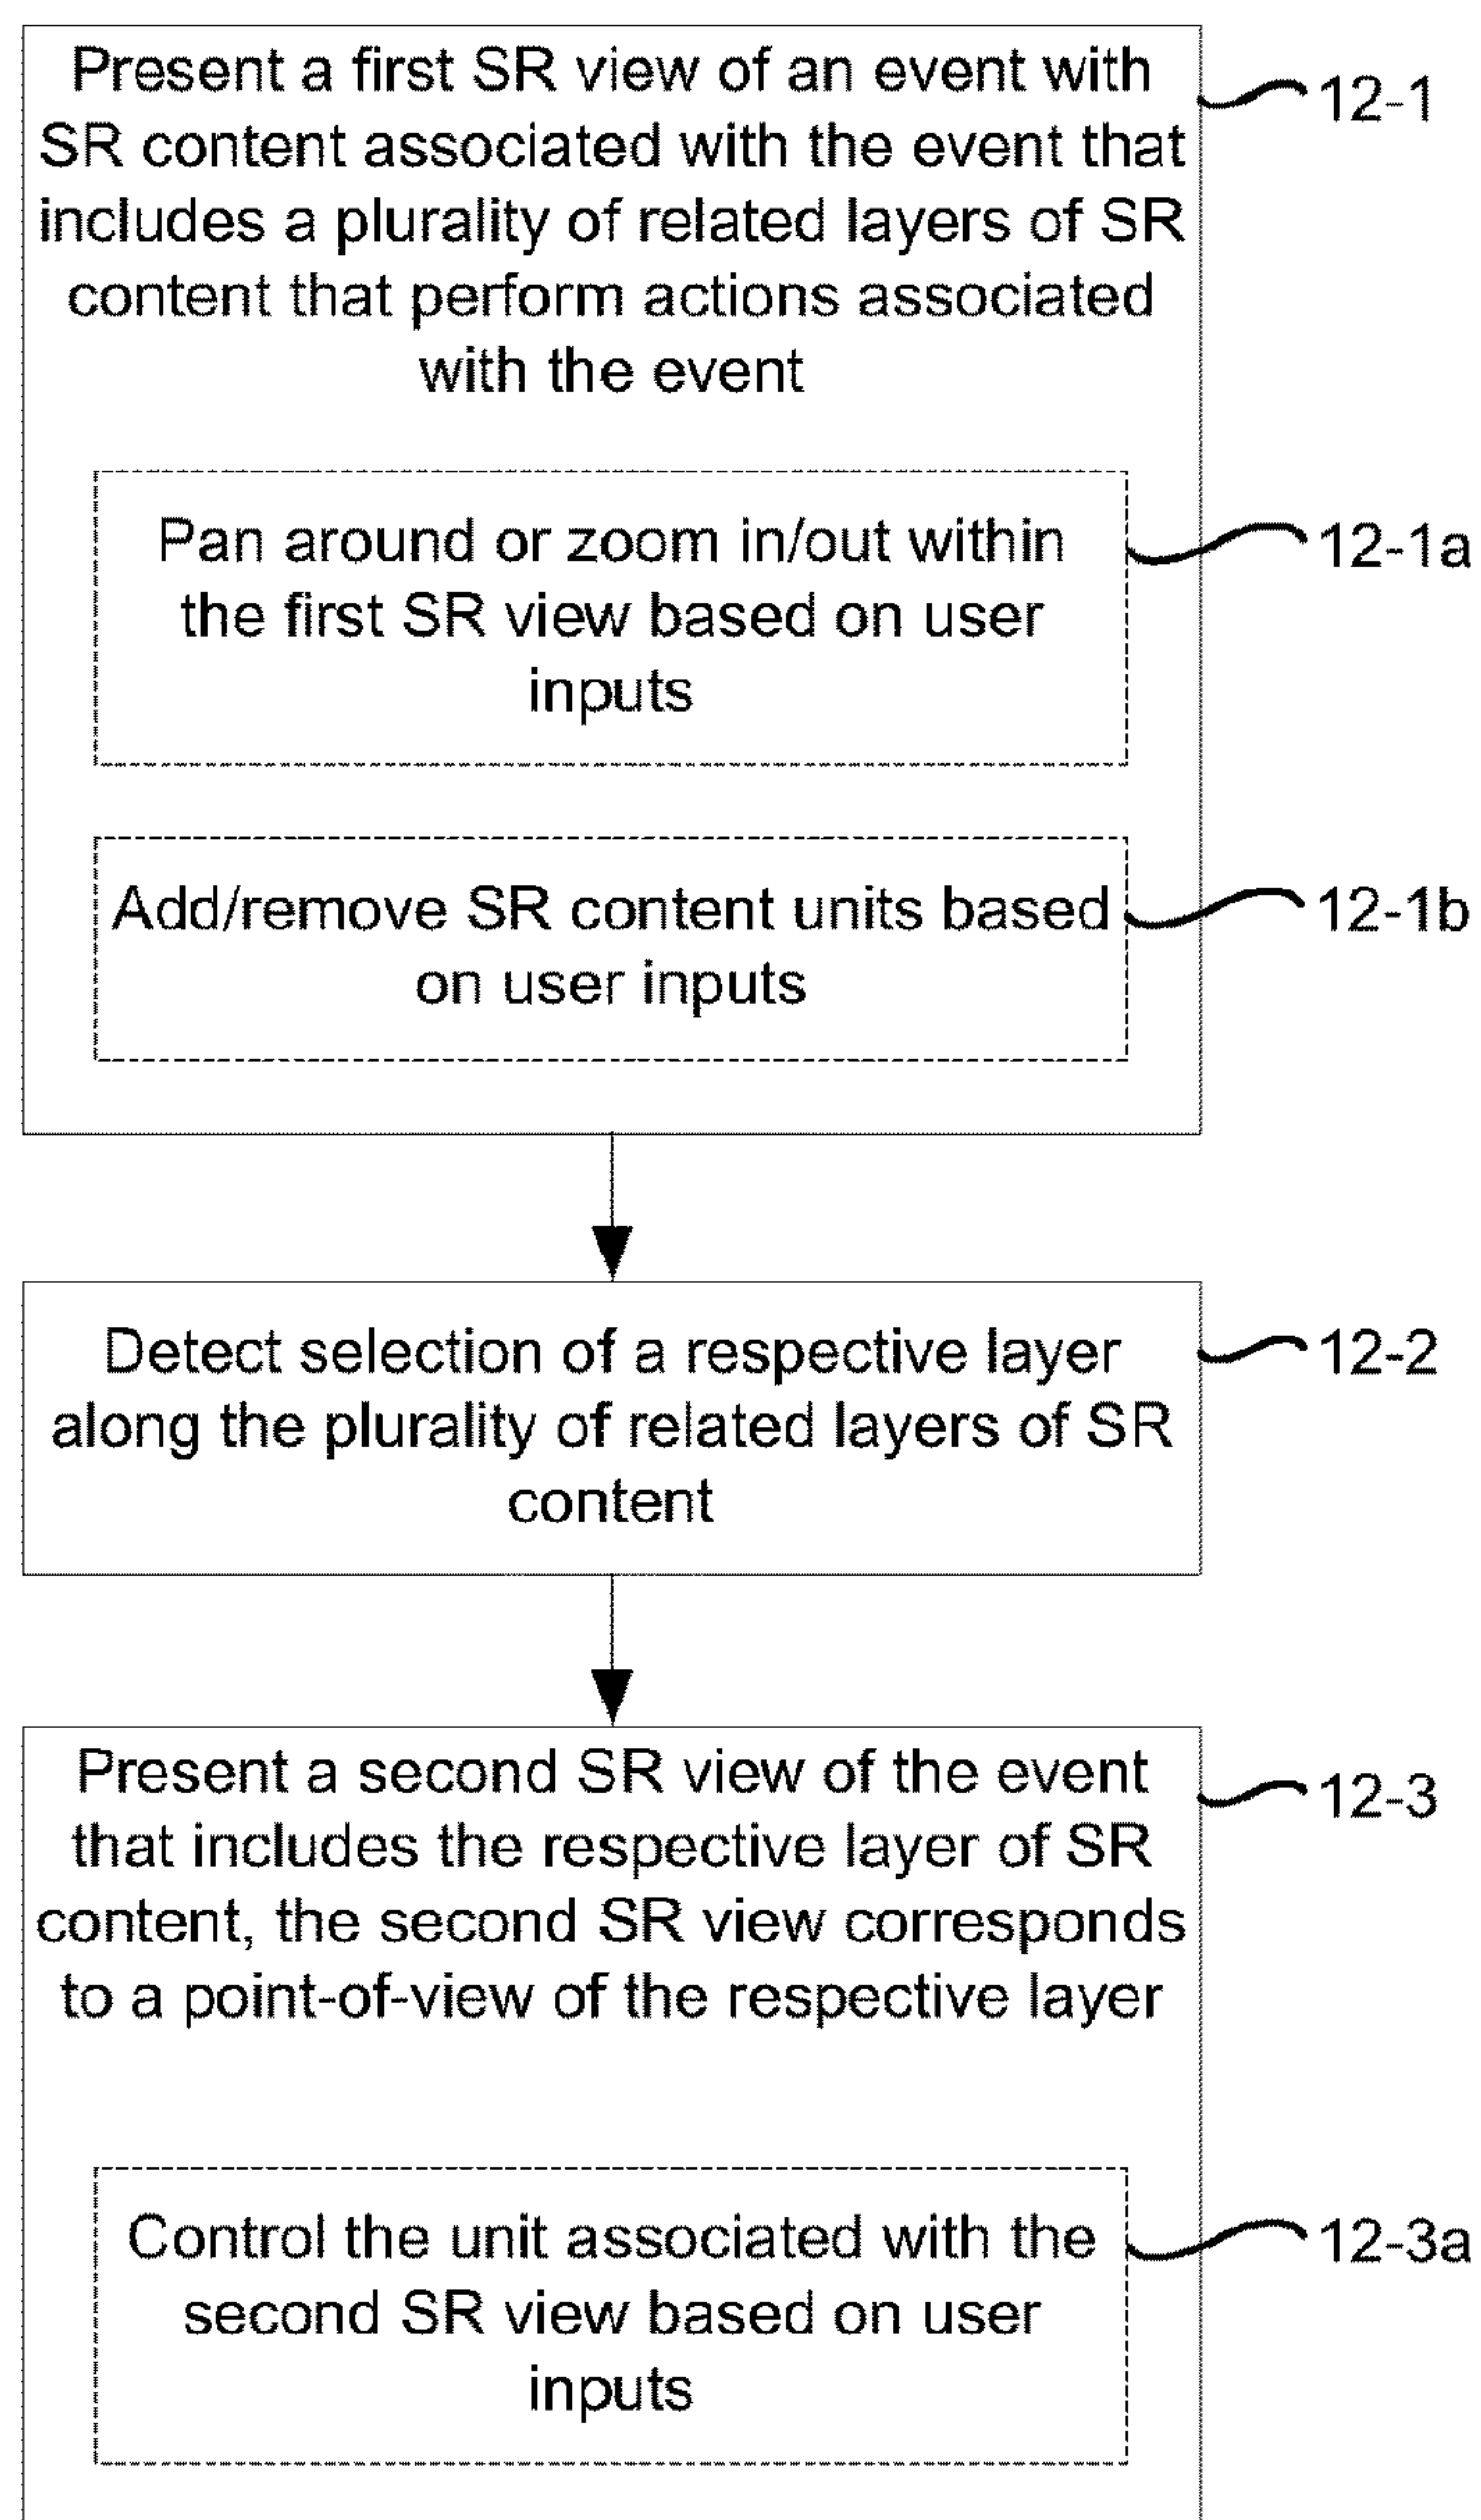 Present a first SR view of an event with
SR content associated with the event that
includes a plurality of related layers of SR
content that perform actions associated
with the event
12-1
Pan around or zoom in/out within
the first SR view based on user
inputs
12-1a
Add/remove SR content units based
on user inputs
12-1b
Detect selection of a respective layer
along the plurality of related layers of SR
content
12-2
Present a second SR view of the event
that includes the respective layer of SR
content, the second SR view corresponds
to a point-of-view of the respective layer
12-3
Control the unit associated with the
second SR view based on user
inputs
12-3a